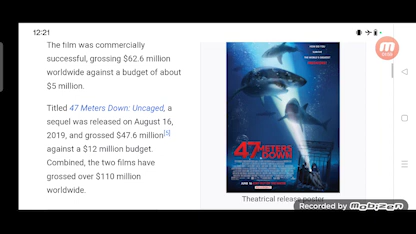 12:21
The film was commercially
successful, grossing $62.6 million
worldwide against a budget of about
$5 million.
Titled 47 Meters Down: Uncaged, a
sequel was released on August 16,
2019, and grossed $47.6 million[5]
against a $12 million budget.
Combined, the two films have
grossed over $110 million
worldwide.
47 METERS
DOWN
Theatrical release poster
Recorded by Mobizen